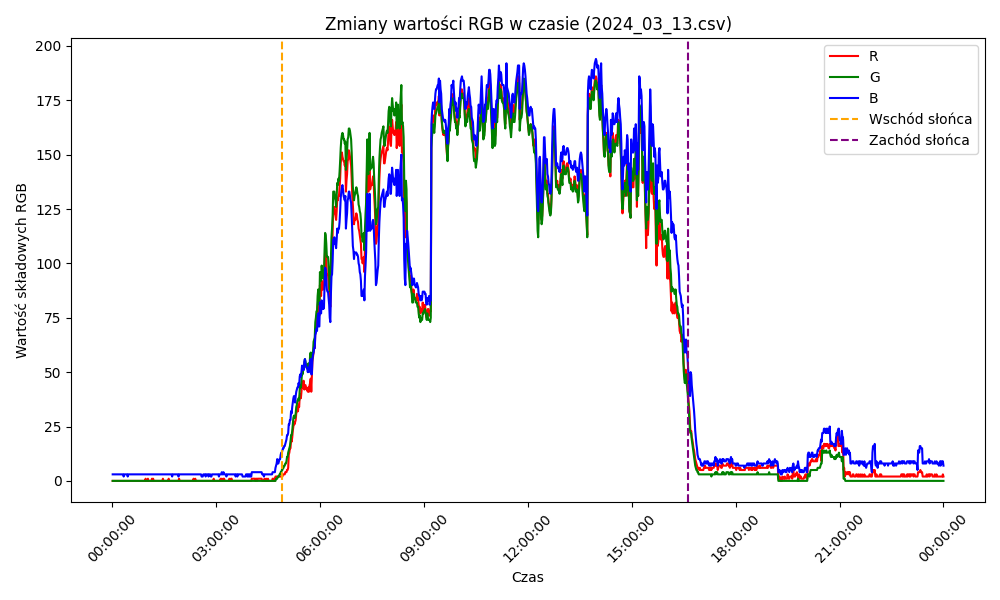 Zmiany wartości RGB w czasie (2024_03_13.csv)
R
G
B
Wschód słońca
Zachód słońca
Wartość składowych RGB
200
175
150
125
100
75
50
25
0
00:00:00
03:00:00
06:00:00
09:00:00
12:00:00
15:00:00
18:00:00
21:00:00
00:00:00
Czas